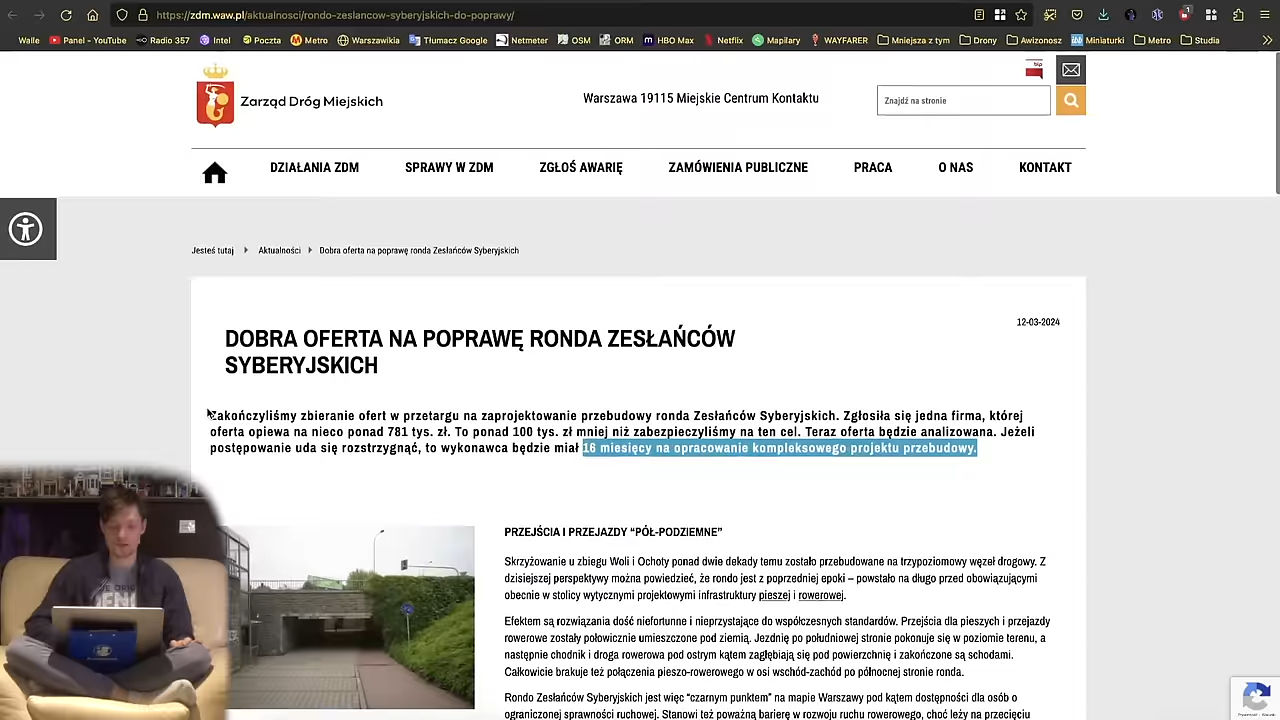 https://zdm.waw.pl/aktualnosci/rondo-zeslancow-syberyjskich-do-poprawy/
Walle Panel - YouTube Radio 357 Intel Poczta Metro Warszawikia Tłumacz Google Netmeter OSM ORM HBO Max Netflix Mapilary WAYFARER Mniejsza z tym Drony Awizonosz Miniaturki Metro Studia
bip
Zarząd Dróg Miejskich
Warszawa 19115 Miejskie Centrum Kontaktu
Znajdź na stronie
DZIAŁANIA ZDM SPRAWY W ZDM ZGŁOŚ AWARIĘ ZAMÓWIENIA PUBLICZNE PRACA O NAS KONTAKT
Jesteś tutaj Aktualności Dobra oferta na poprawę ronda Zesłańców Syberyjskich
12-03-2024
DOBRA OFERTA NA POPRAWĘ RONDA ZESŁAŃCÓW
SYBERYJSKICH
Zakończyliśmy zbieranie ofert w przetargu na zaprojektowanie przebudowy ronda Zesłańców Syberyjskich. Zgłosiła się jedna firma, której
oferta opiewa na nieco ponad 781 tys. zł. To ponad 100 tys. zł mniej niż zabezpieczyliśmy na ten cel. Teraz oferta będzie analizowana. Jeżeli
postępowanie uda się rozstrzygnąć, to wykonawca będzie miał 16 miesięcy na opracowanie kompleksowego projektu przebudowy.
PRZEJŚCIA I PRZEJAZDY “PÓŁ-PODZIEMNE”
Skrzyżowanie u zbiegu Woli i Ochoty ponad dwie dekady temu zostało przebudowane na trzypoziomowy węzeł drogowy. Z
dzisiejszej perspektywy można powiedzieć, że rondo jest z poprzedniej epoki – powstało na długo przed obowiązującymi
obecnie w stolicy wytycznymi projektowymi infrastruktury pieszej i rowerowej.
Efektem są rozwiązania dość niefortunne i nieprzystające do współczesnych standardów. Przejścia dla pieszych i przejazdy
rowerowe zostały połowicznie umieszczone pod ziemią. Jezdnię po południowej stronie pokonuje się w poziomie terenu, a
następnie chodnik i droga rowerowa pod ostrym kątem zagłębiają się pod powierzchnię i zakończone są schodami.
Całkowicie brakuje też połączenia pieszo-rowerowego w osi wschód-zachód po północnej stronie ronda.
Rondo Zesłańców Syberyjskich jest więc “czarnym punktem” na mapie Warszawy pod kątem dostępności dla osób o
ograniczonej sprawności ruchowej. Stanowi też poważną barierę w rozwoju ruchu rowerowego, choć leży na przecięciu